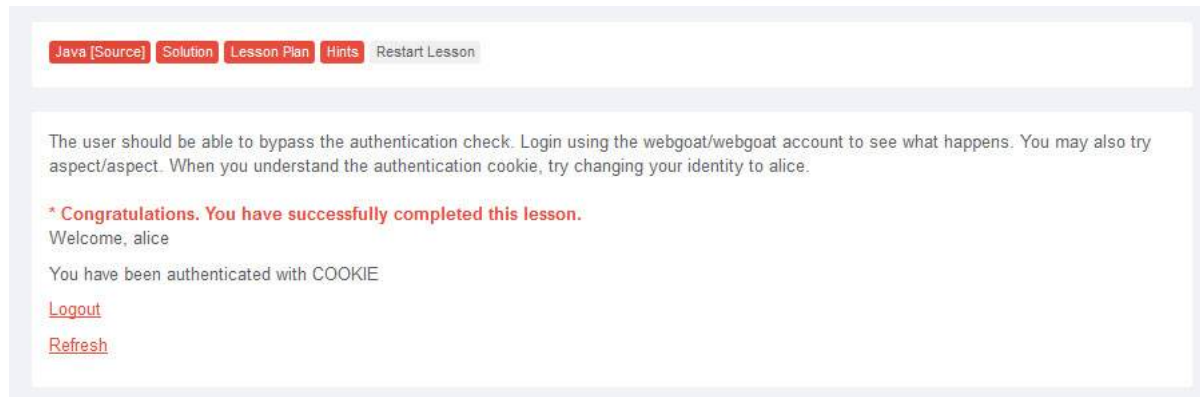 Java [Source] Solution Lesson Plan Hints Restart Lesson
The user should be able to bypass the authentication check. Login using the webgoat/webgoat account to see what happens. You may also try
aspect/aspect. When you understand the authentication cookie, try changing your identity to alice.
* Congratulations. You have successfully completed this lesson.
Welcome, alice
You have been authenticated with COOKIE
Logout
Refresh